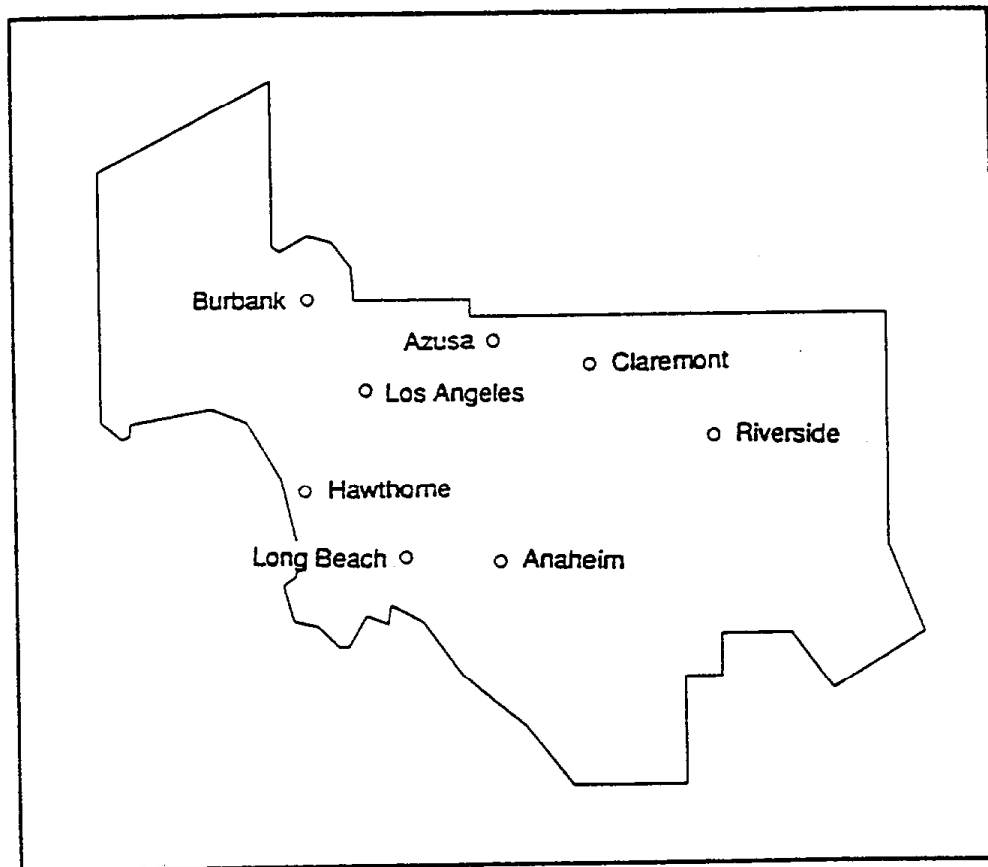 Burbank
Azusa
Claremont
Los Angeles
Riverside
Hawthorne
Long Beach
Anaheim